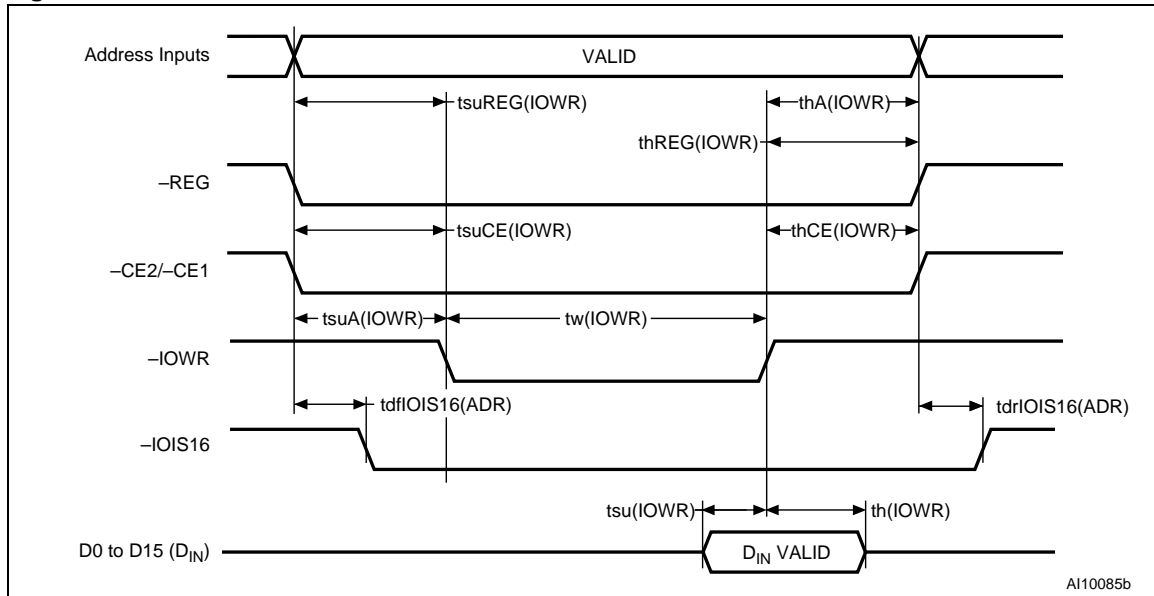 Address Inputs
VALID
tsuREG(IOWR)
thA(IOWR)
thREG(IOWR)
–REG
tsuCE(IOWR)
thCE(IOWR)
–CE2/–CE1
tsuA(IOWR)
tw(IOWR)
–IOWR
tdfIOIS16(ADR)
tdrIOIS16(ADR)
–IOIS16
tsu(IOWR)
th(IOWR)
D0 to D15 (DIN)
DIN VALID
AI10085b